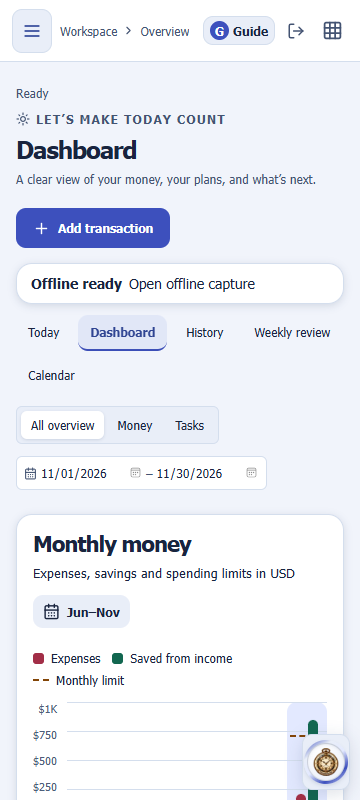 Workspace > Overview G Guide
Ready
LET'S MAKE TODAY COUNT
Dashboard
A clear view of your money, your plans, and what's next.
+ Add transaction
Offline ready Open offline capture
Today Dashboard History Weekly review
Calendar
All overview Money Tasks
11/01/2026 – 11/30/2026
Monthly money
Expenses, savings and spending limits in USD
Jun–Nov
Expenses Saved from income
Monthly limit
$1K
$750
$500
$250